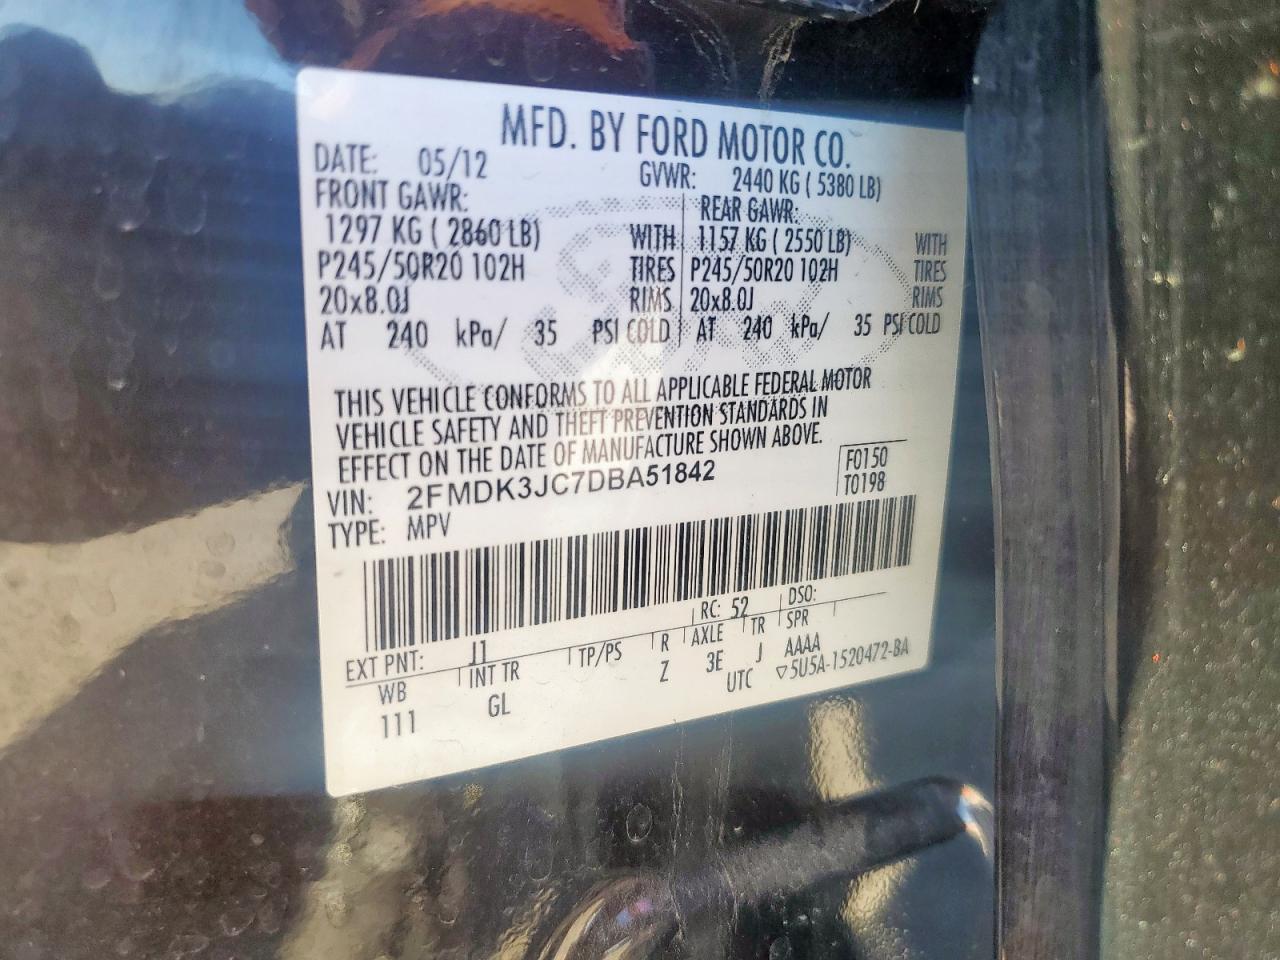 MFD. BY FORD MOTOR CO.
DATE: 05/12 GVWR: 2440 KG ( 5380 LB)
FRONT GAWR: REAR GAWR:
1297 KG ( 2860 LB) WITH 1157 KG ( 2550 LB) WITH
P245/50R20 102H TIRES P245/50R20 102H TIRES
20x8.0J RIMS 20x8.0J RIMS
AT 240 kPa/ 35 PSI COLD AT 240 kPa/ 35 PSI COLD
THIS VEHICLE CONFORMS TO ALL APPLICABLE FEDERAL MOTOR
VEHICLE SAFETY AND THEFT PREVENTION STANDARDS IN
EFFECT ON THE DATE OF MANUFACTURE SHOWN ABOVE.
VIN: 2FMDK3JC7DBA51842 F0150
TYPE: MPV T0198
EXT PNT: J1 RC: 52 DSO:
WB INT TR TP/PS R AXLE TR SPR
111 GL Z 3E J AAAA
UTC ▽5U5A-1520472-BA